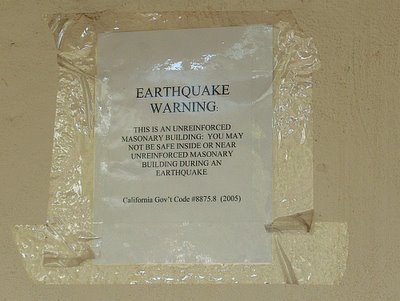 EARTHQUAKE
WARNING:
THIS IS AN UNREINFORCED
MASONARY BUILDING; YOU MAY
NOT BE SAFE INSIDE OR NEAR
UNREINFORCED MASONARY
BUILDING DURING AN
EARTHQUAKE
California Gov't Code #8875.8 (2005)